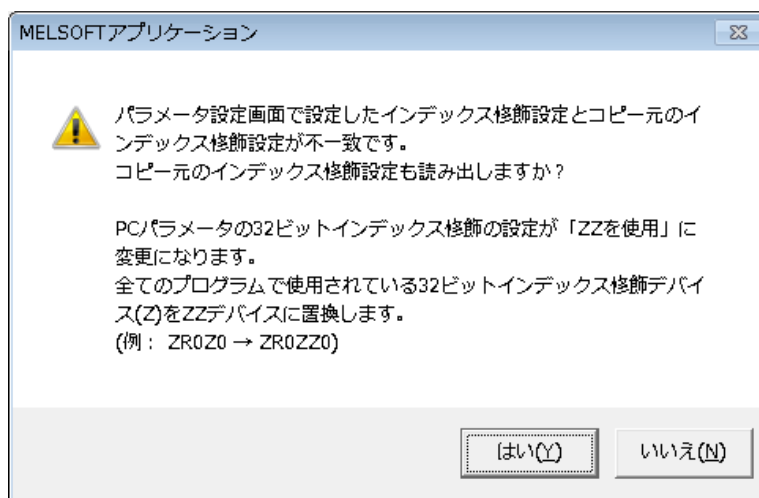 MELSOFTアプリケーション
パラメータ設定画面で設定したインデックス修飾設定とコピー元のイ
ンデックス修飾設定が不一致です。
コピー元のインデックス修飾設定も読み出しますか?
PCパラメータの32ビットインデックス修飾の設定が「ZZを使用」に
変更になります。
全てのプログラムで使用されている32ビットインデックス修飾デバイ
ス(Z)をZZデバイスに置換します。
(例： ZR0Z0 → ZR0ZZ0)
はい(Y)
いいえ(N)